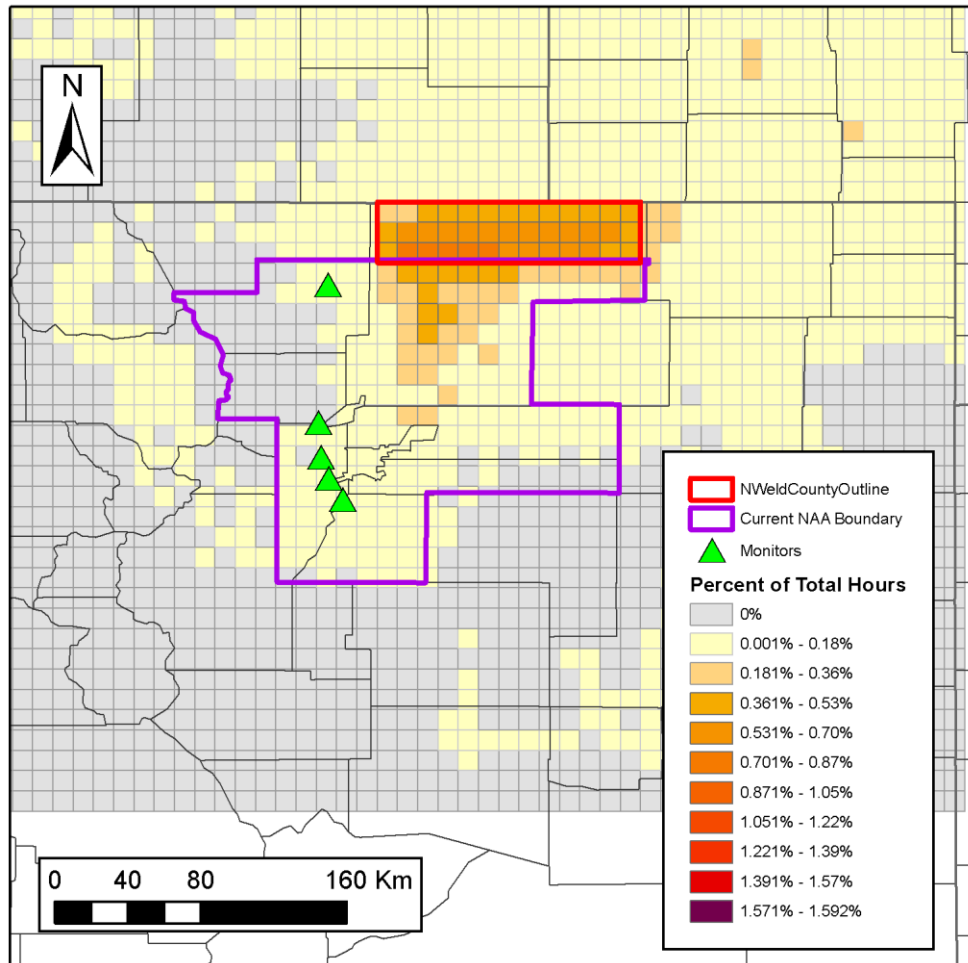 N
NWeldCountyOutline
Current NAA Boundary
Monitors
Percent of Total Hours
0%
0.001% - 0.18%
0.181% - 0.36%
0.361% - 0.53%
0.531% - 0.70%
0.701% - 0.87%
0.871% - 1.05%
1.051% - 1.22%
1.221% - 1.39%
1.391% - 1.57%
1.571% - 1.592%
0 40 80 160 Km